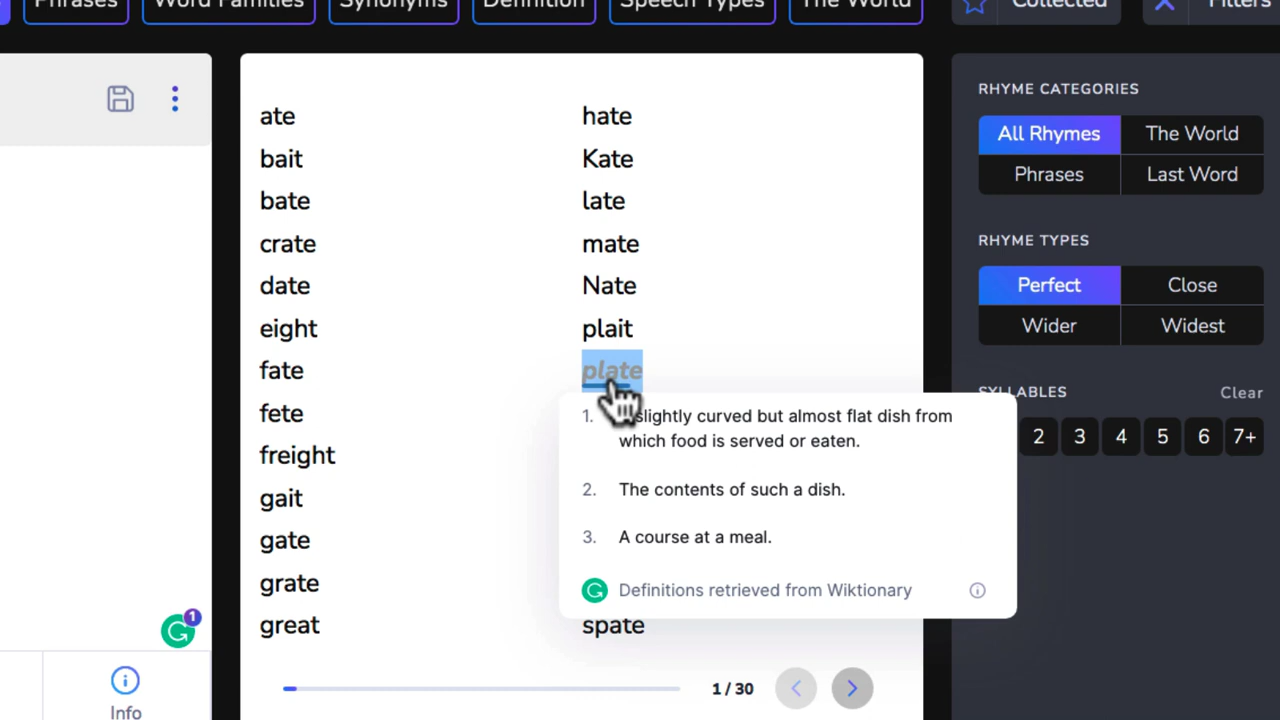 Phrases
Word Families
Synonyms
Definition
Speech Types
The World
Collected
Filters
ate
bait
bate
crate
date
eight
fate
fete
freight
gait
gate
grate
great
hate
Kate
late
mate
Nate
plait
plate
1. slightly curved but almost flat dish from
which food is served or eaten.
2. The contents of such a dish.
3. A course at a meal.
Definitions retrieved from Wiktionary
spate
1 / 30
RHYME CATEGORIES
All Rhymes
The World
Phrases
Last Word
RHYME TYPES
Perfect
Close
Wider
Widest
SYLLABLES
Clear
2 3 4 5 6 7+
1
Info